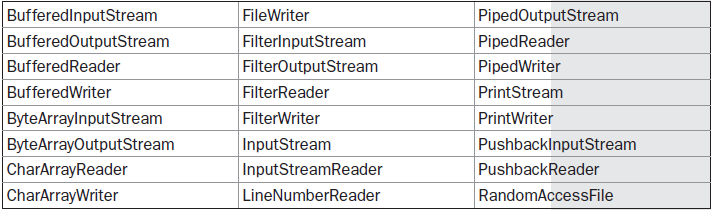 BufferedInputStream FileWriter PipedOutputStream
BufferedOutputStream FilterInputStream PipedReader
BufferedReader FilterOutputStream PipedWriter
BufferedWriter FilterReader PrintStream
ByteArrayInputStream FilterWriter PrintWriter
ByteArrayOutputStream InputStream PushbackInputStream
CharArrayReader InputStreamReader PushbackReader
CharArrayWriter LineNumberReader RandomAccessFile